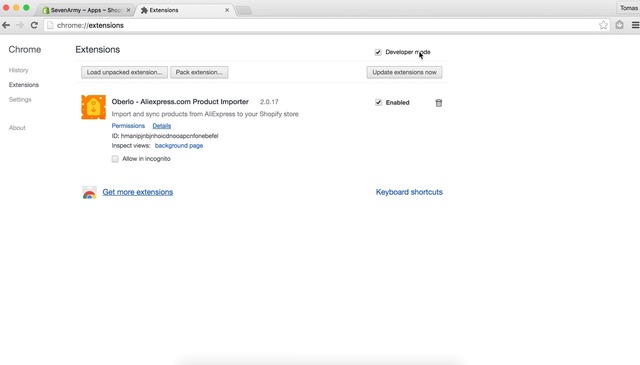 SevenArmy ~ Apps ~ Shop
Extensions
Tomas
chrome://extensions
Chrome
Extensions
Developer mode
History
Load unpacked extension...
Pack extension...
Update extensions now
Extensions
Settings
Oberlo - Aliexpress.com Product Importer 2.0.17
Enabled
Import and sync products from AliExpress to your Shopify store
About
Permissions Details
Inspect views: background page
Allow in incognito
Get more extensions
Keyboard shortcuts